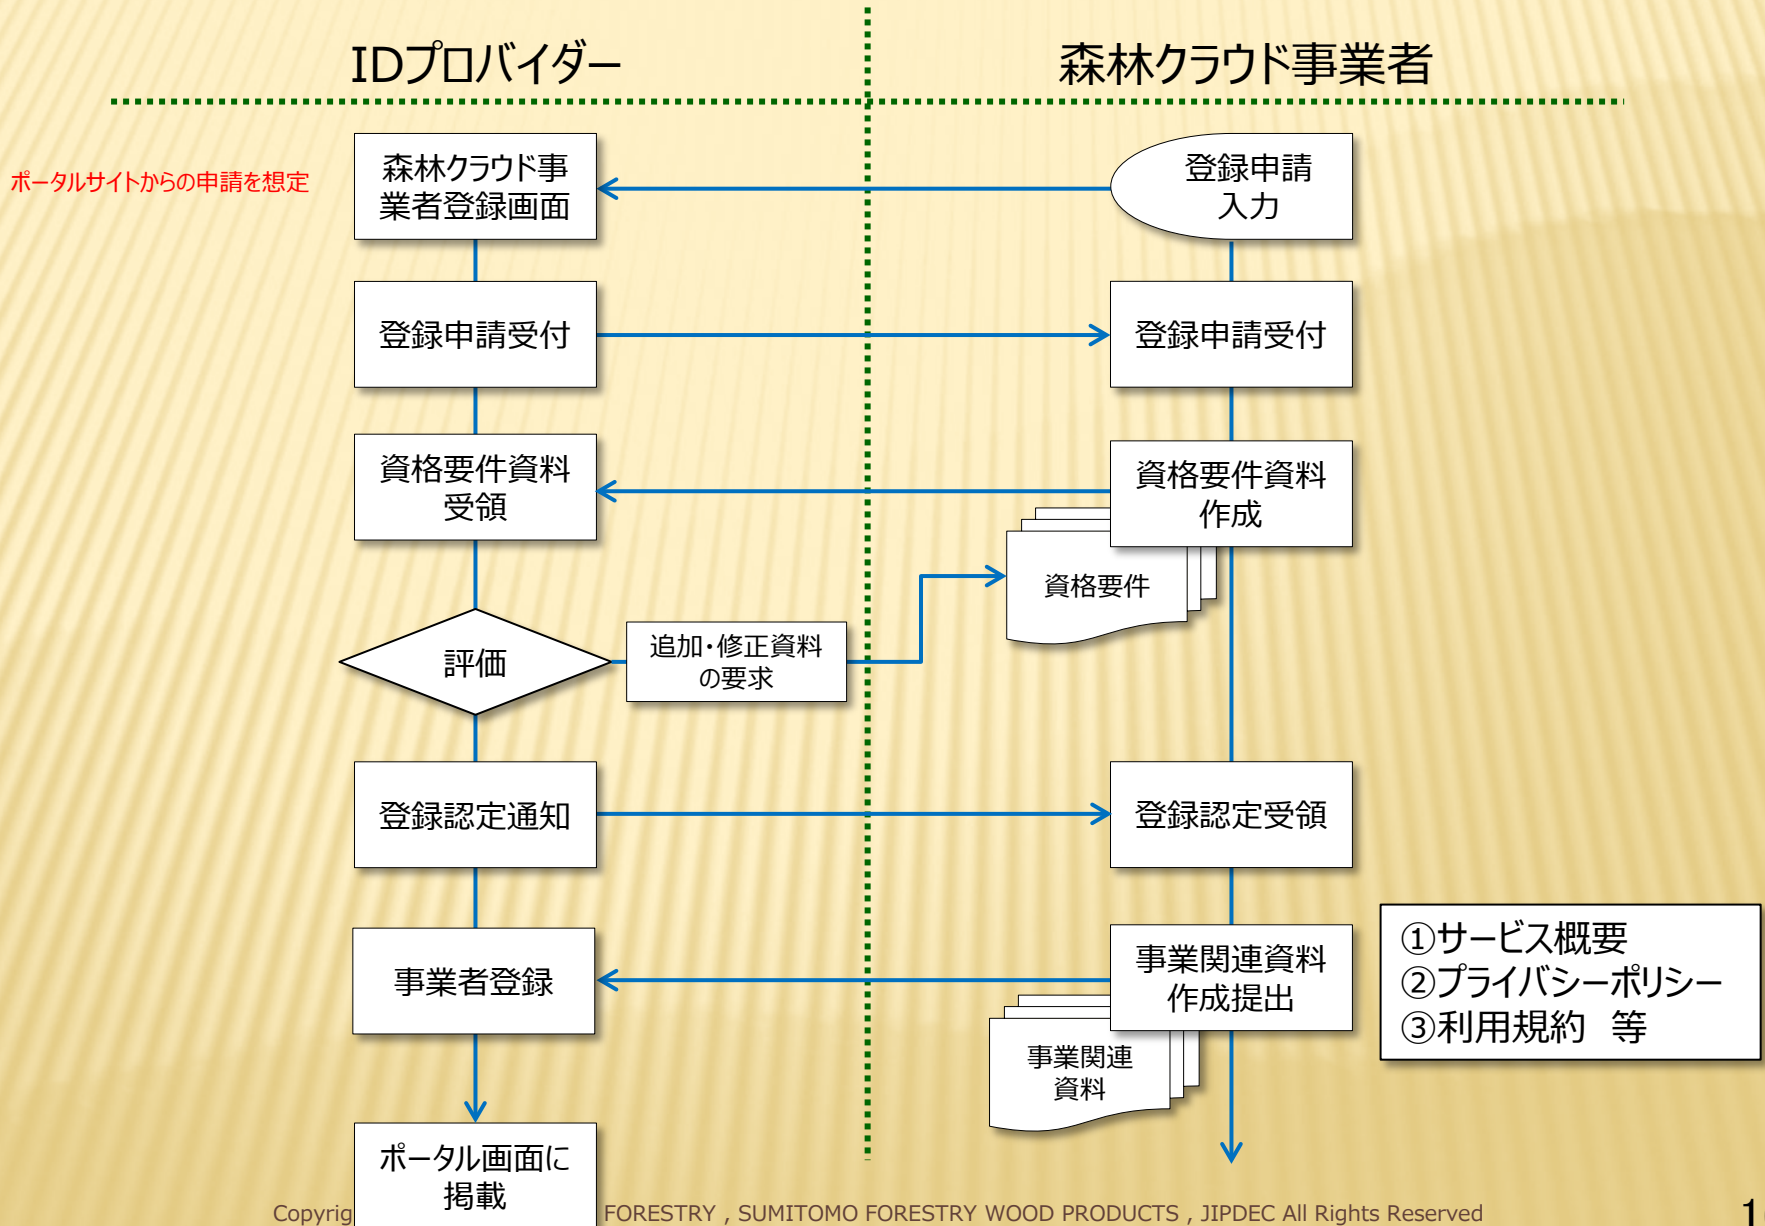 IDプロバイダー
森林クラウド事業者
ポータルサイトからの申請を想定
森林クラウド事
業者登録画面
登録申請
入力
登録申請受付
登録申請受付
資格要件資料
受領
資格要件資料
作成
資格要件
評価
追加・修正資料
の要求
登録認定通知
登録認定受領
事業者登録
事業関連資料
作成提出
事業関連
資料
①サービス概要
②プライバシーポリシー
③利用規約　等
ポータル画面に
掲載
FORESTRY , SUMITOMO FORESTRY WOOD PRODUCTS , JIPDEC All Rights Reserved